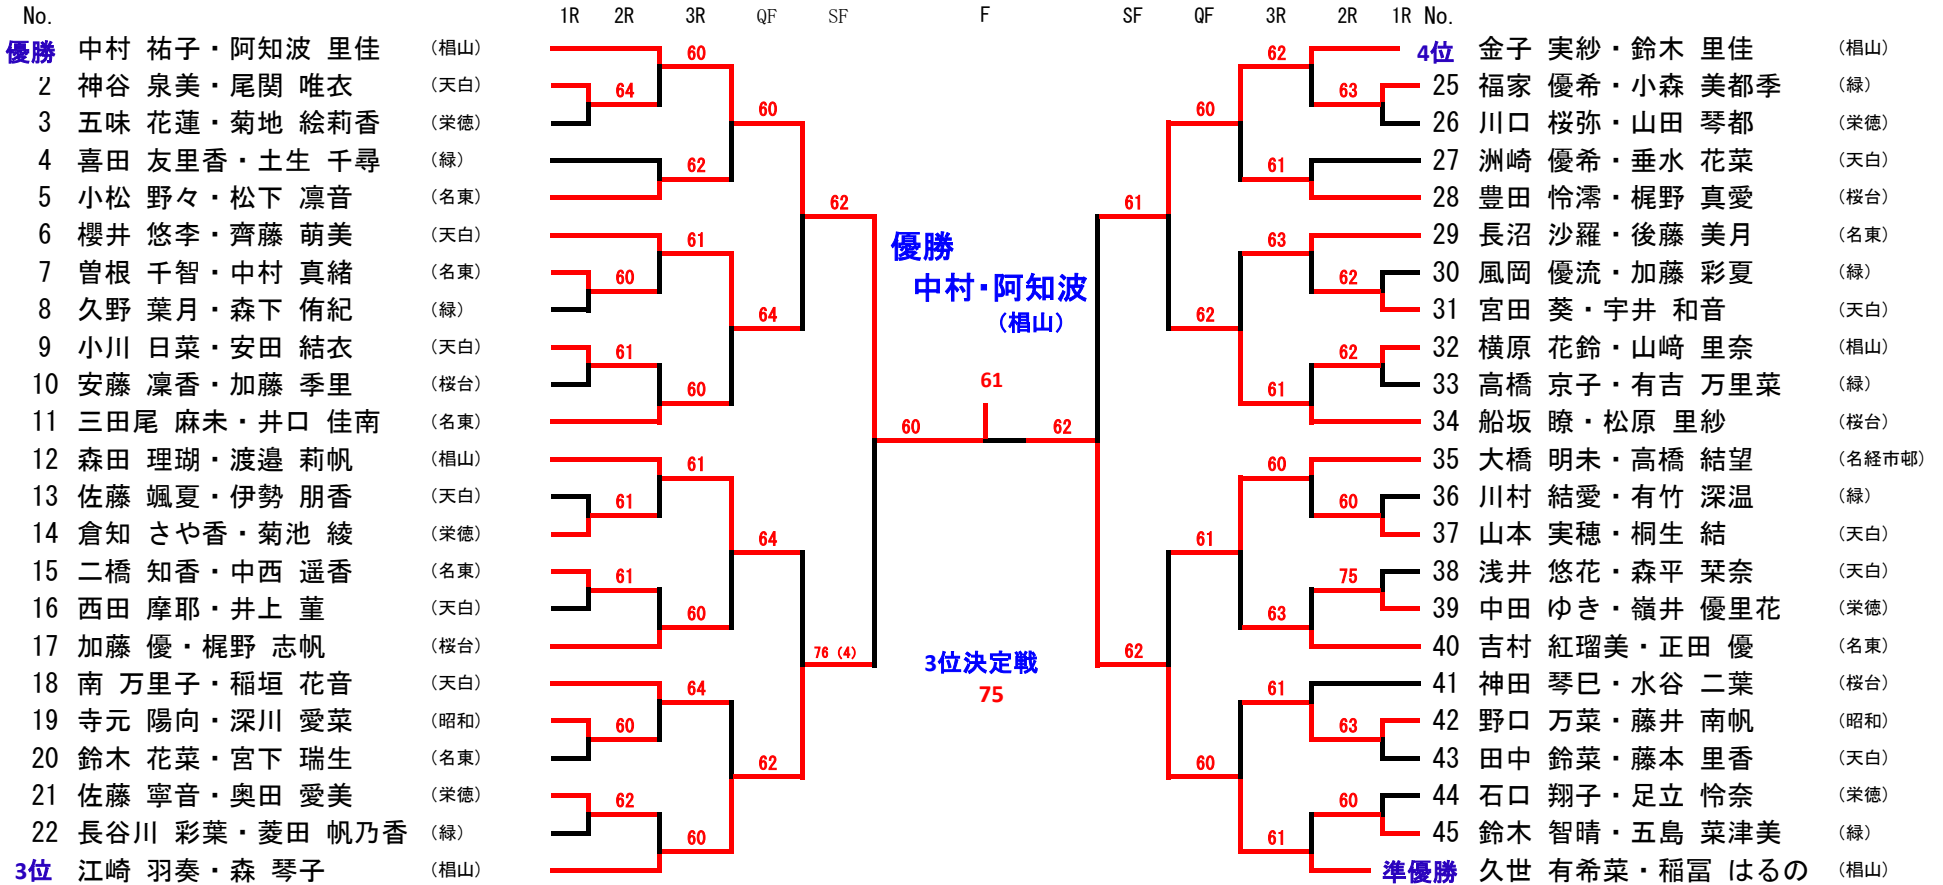 No. 1R 2R 3R QF SF F SF QF 3R 2R 1R No.
優勝 中村 祐子・阿知波 里佳 （椙山） 60 62 4位 金子 実紗・鈴木 里佳 （椙山）
2 神谷 泉美・尾関 唯衣 （天白） 64 63 25 福家 優希・小森 美都季 （緑）
60 60
3 五味 花蓮・菊地 絵莉香 （栄徳） 26 川口 桜弥・山田 琴都 （栄徳）
4 喜田 友里香・土生 千尋 （緑） 62 61 27 洲崎 優希・垂水 花菜 （天白）
5 小松 野々・松下 凛音 （名東） 62 61 28 豊田 怜澪・梶野 真愛 （桜台）
6 櫻井 悠李・齊藤 萌美 （天白） 61 優勝 63 29 長沼 沙羅・後藤 美月 （名東）
7 曽根 千智・中村 真緒 （名東） 60 中村・阿知波 62 30 風岡 優流・加藤 彩夏 （緑）
8 久野 葉月・森下 侑紀 （緑） 64 （椙山） 62 31 宮田 葵・宇井 和音 （天白）
9 小川 日菜・安田 結衣 （天白） 61 62 32 横原 花鈴・山﨑 里奈 （椙山）
10 安藤 凜香・加藤 季里 （桜台） 60 61 61 33 高橋 京子・有吉 万里菜 （緑）
11 三田尾 麻未・井口 佳南 （名東） 60 62 34 船坂 瞭・松原 里紗 （桜台）
12 森田 理瑚・渡邉 莉帆 （椙山） 61 60 35 大橋 明未・高橋 結望 （名経市邨）
13 佐藤 颯夏・伊勢 朋香 （天白） 61 60 36 川村 結愛・有竹 深温 （緑）
14 倉知 さや香・菊池 綾 （栄徳） 64 61 37 山本 実穂・桐生 結 （天白）
15 二橋 知香・中西 遥香 （名東） 61 75 38 浅井 悠花・森平 栞奈 （天白）
16 西田 摩耶・井上 菫 （天白） 60 63 39 中田 ゆき・嶺井 優里花 （栄徳）
17 加藤 優・梶野 志帆 （桜台） 76（4） 3位決定戦 62 40 吉村 紅瑠美・正田 優 （名東）
18 南 万里子・稲垣 花音 （天白） 64 75 61 41 神田 琴巳・水谷 二葉 （桜台）
19 寺元 陽向・深川 愛菜 （昭和） 60 63 42 野口 万菜・藤井 南帆 （昭和）
20 鈴木 花菜・宮下 瑞生 （名東） 62 60 43 田中 鈴菜・藤本 里香 （天白）
21 佐藤 寧音・奥田 愛美 （栄徳） 62 60 44 石口 翔子・足立 怜奈 （栄徳）
22 長谷川 彩葉・菱田 帆乃香 （緑） 60 61 45 鈴木 智晴・五島 菜津美 （緑）
3位 江崎 羽奏・森 琴子 （椙山） 準優勝 久世 有希菜・稲冨 はるの （椙山）